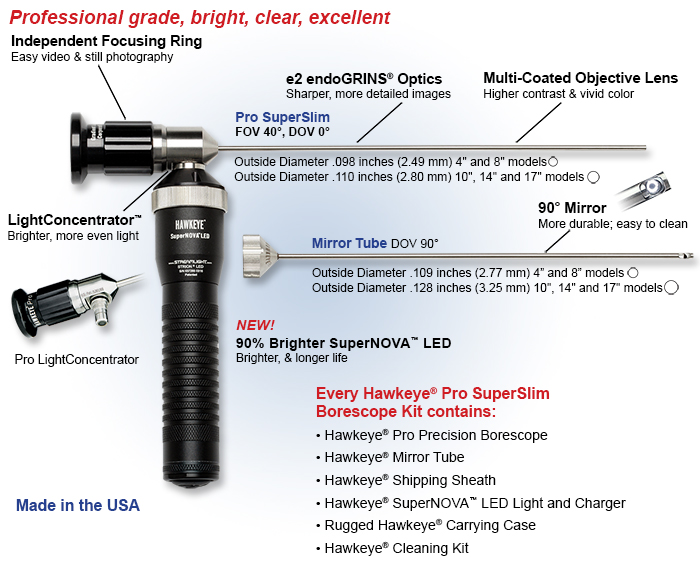 Professional grade, bright, clear, excellent
Independent Focusing Ring
Easy video & still photography
e2 endoGRINS® Optics
Sharper, more detailed images
Multi-Coated Objective Lens
Higher contrast & vivid color
Pro SuperSlim
FOV 40°, DOV 0°
Outside Diameter .098 inches (2.49 mm) 4" and 8" models
Outside Diameter .110 inches (2.80 mm) 10", 14" and 17" models
LightConcentrator™
Brighter, more even light
HAWKEYE™
SuperNOVA LED
STREAMLIGHT
STRION LED
90° Mirror
More durable; easy to clean
Mirror Tube DOV 90°
Outside Diameter .109 inches (2.77 mm) 4" and 8" models
Outside Diameter .128 inches (3.25 mm) 10", 14" and 17" models
Pro LightConcentrator
NEW!
90% Brighter SuperNOVA™ LED
Brighter, & longer life
Every Hawkeye® Pro SuperSlim
Borescope Kit contains:
• Hawkeye® Pro Precision Borescope
• Hawkeye® Mirror Tube
• Hawkeye® Shipping Sheath
• Hawkeye® SuperNOVA™ LED Light and Charger
• Rugged Hawkeye® Carrying Case
• Hawkeye® Cleaning Kit
Made in the USA